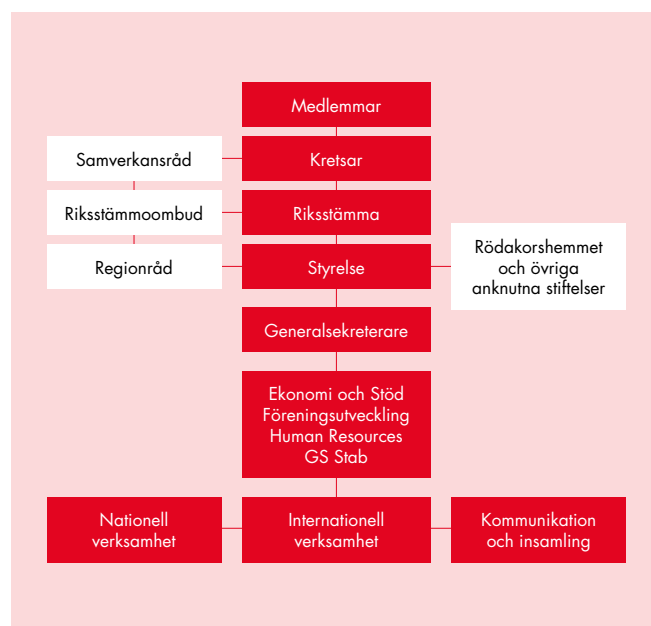 Medlemmar
Samverkansråd
Kretsar
Riksstämmoombud
Riksstämma
Regionråd
Styrelse
Rödakorshemmet
och övriga
anknutna stiftelser
Generalsekreterare
Ekonomi och Stöd
Föreningsutveckling
Human Resources
GS Stab
Nationell
verksamhet
Internationell
verksamhet
Kommunikation
och insamling